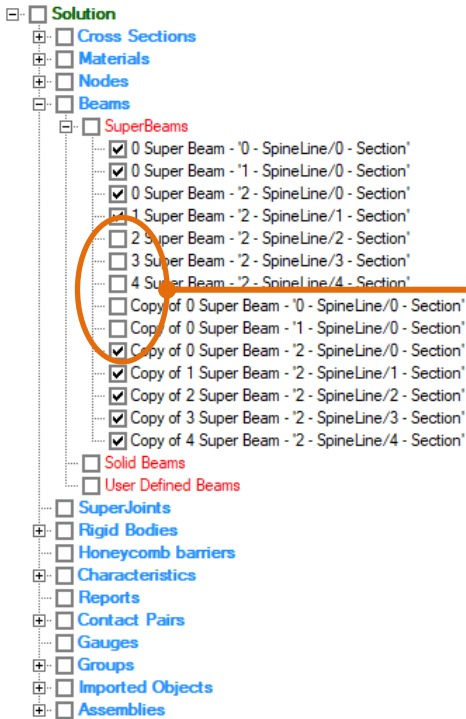 Solution
Cross Sections
Materials
Nodes
Beams
SuperBeams
0 Super Beam - '0 - SpineLine/0 - Section'
0 Super Beam - '1 - SpineLine/0 - Section'
0 Super Beam - '2 - SpineLine/0 - Section'
1 Super Beam - '2 - SpineLine/1 - Section'
2 Super Beam - '2 - SpineLine/2 - Section'
3 Super Beam - '2 - SpineLine/3 - Section'
4 Super Beam - '2 - SpineLine/4 - Section'
Copy of 0 Super Beam - '0 - SpineLine/0 - Section'
Copy of 0 Super Beam - '1 - SpineLine/0 - Section'
Copy of 0 Super Beam - '2 - SpineLine/0 - Section'
Copy of 1 Super Beam - '2 - SpineLine/1 - Section'
Copy of 2 Super Beam - '2 - SpineLine/2 - Section'
Copy of 3 Super Beam - '2 - SpineLine/3 - Section'
Copy of 4 Super Beam - '2 - SpineLine/4 - Section'
Solid Beams
User Defined Beams
SuperJoints
Rigid Bodies
Honeycomb barriers
Characteristics
Reports
Contact Pairs
Gauges
Groups
Imported Objects
Assemblies